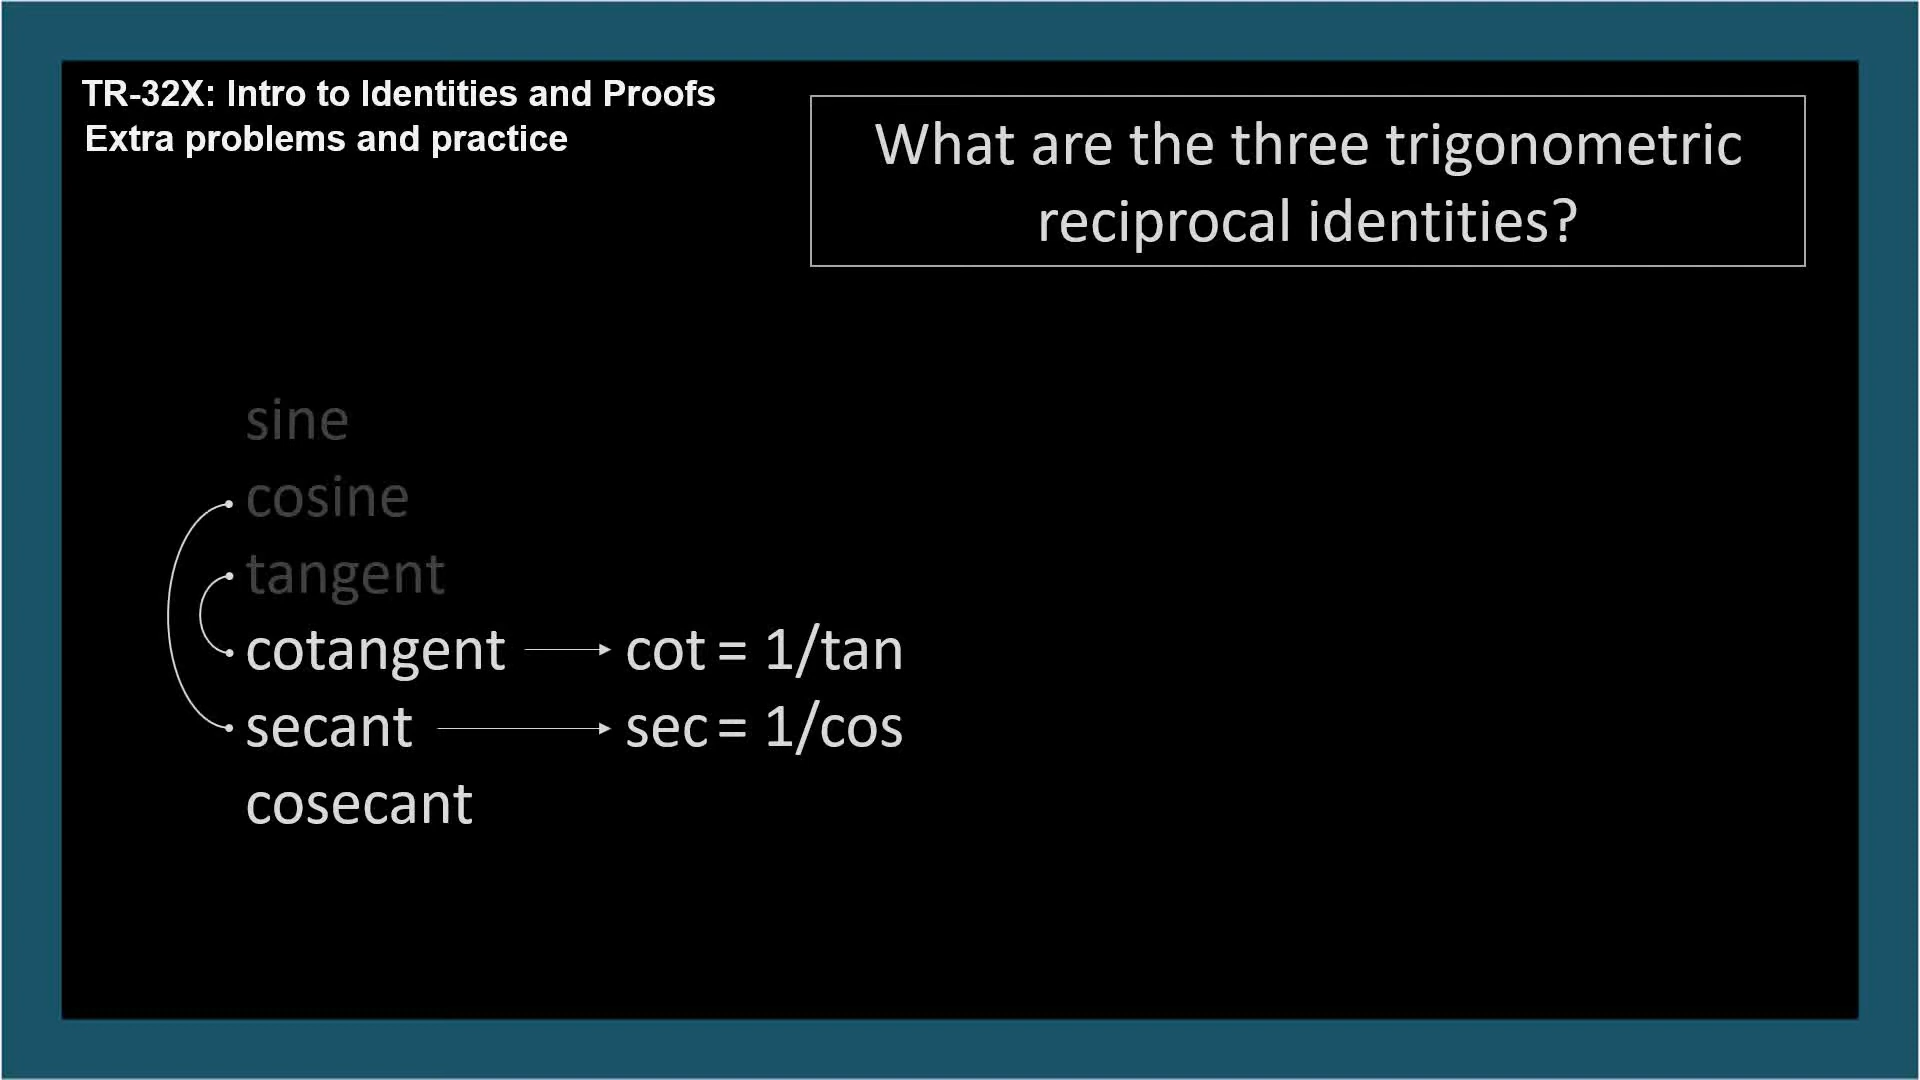 TR-32X: Intro to Identities and Proofs
Extra problems and practice
What are the three trigonometric
reciprocal identities?
sine
cosine
tangent
cotangent cot = 1/tan
secant sec = 1/cos
cosecant